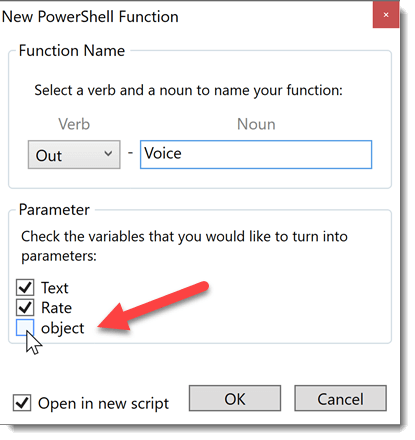 New PowerShell Function
Function Name
Select a verb and a noun to name your function:
Verb Noun
Out - Voice
Parameter
Check the variables that you would like to turn into
parameters:
Text
Rate
object
Open in new script OK Cancel